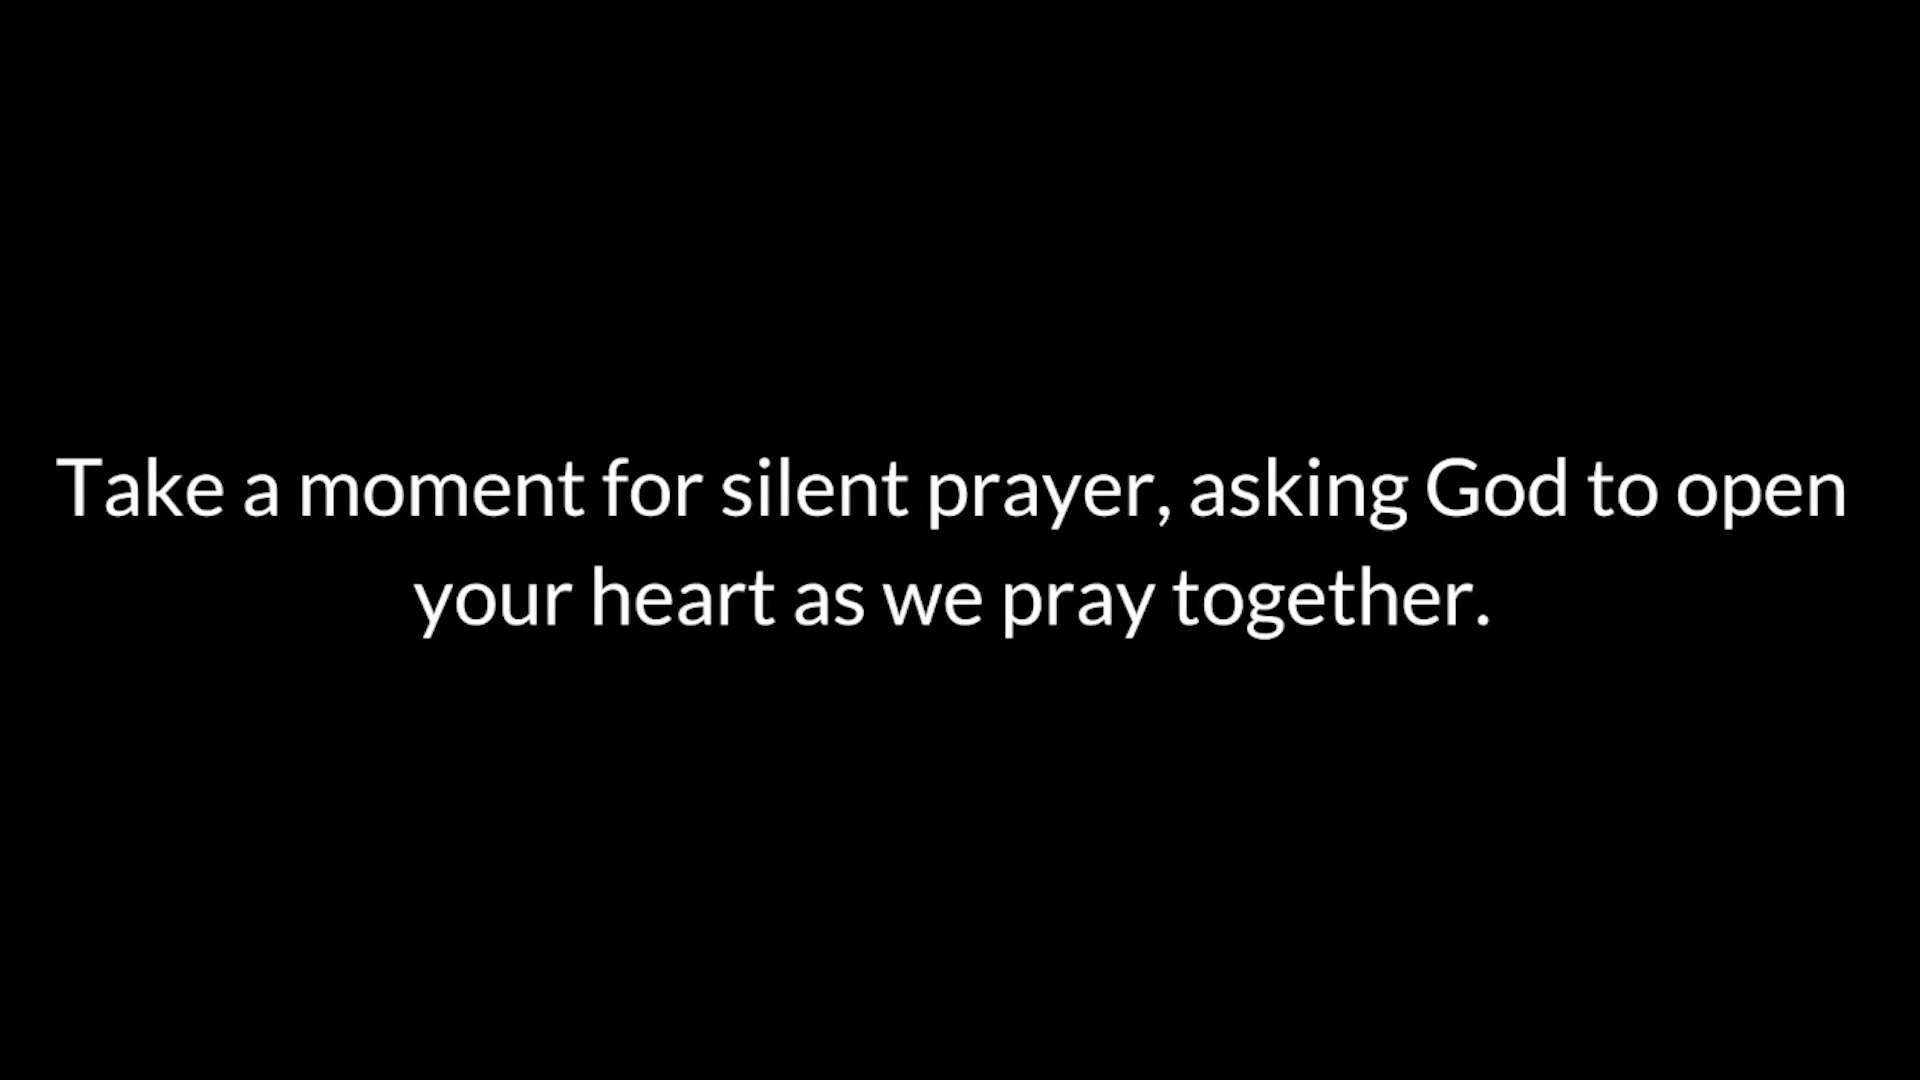 Take a moment for silent prayer, asking God to open
your heart as we pray together.